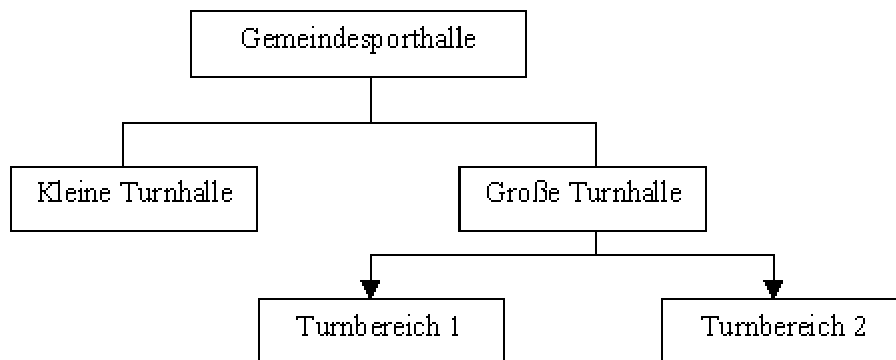 Gemeindesporthalle
Kleine Turnhalle
Große Turnhalle
Turnbereich 1
Turnbereich 2